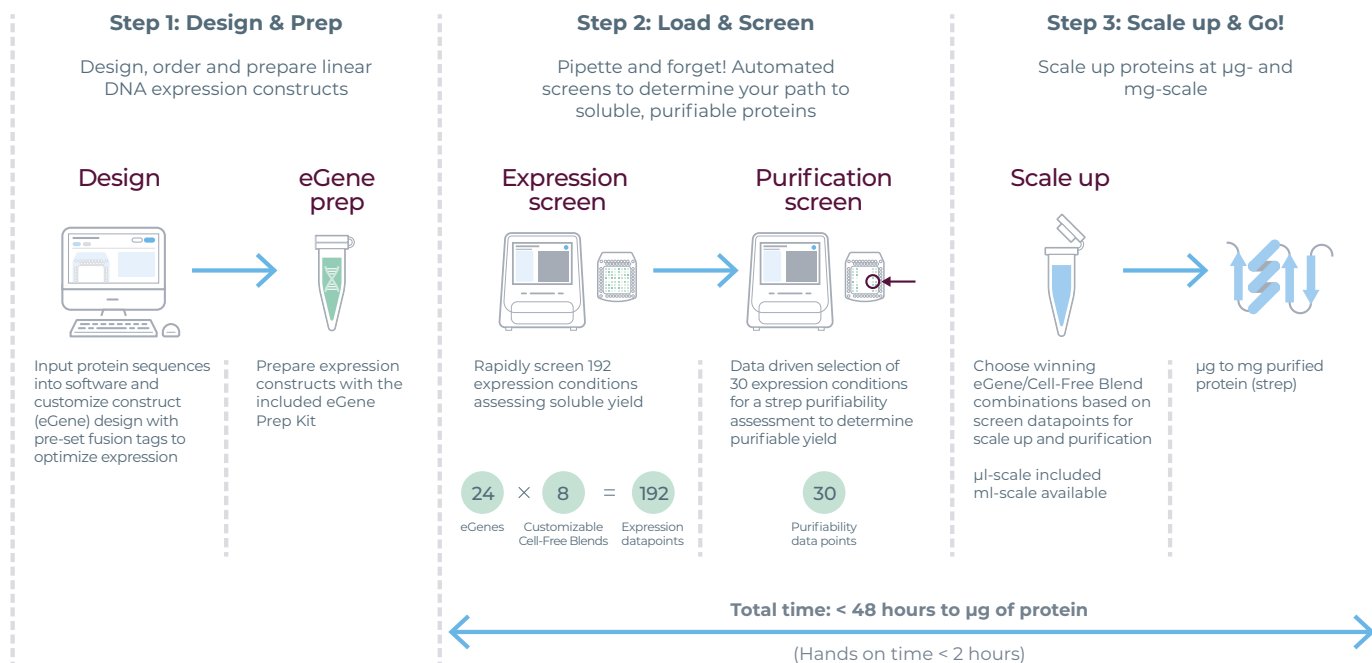 Step 1: Design & Prep
Design, order and prepare linear
DNA expression constructs
Design
Input protein sequences
into software and
customize construct
(eGene) design with
pre-set fusion tags to
optimize expression
eGene
prep
Prepare expression
constructs with the
included eGene
Prep Kit
Step 2: Load & Screen
Pipette and forget! Automated
screens to determine your path to
soluble, purifiable proteins
Expression
screen
Rapidly screen 192
expression conditions
assessing soluble yield
24 × 8 = 192
eGenes
Customizable
Cell-Free Blends
Expression
datapoints
Purification
screen
Data driven selection of
30 expression conditions
for a strep purifiability
assessment to determine
purifiable yield
30
Purifiability
data points
Step 3: Scale up & Go!
Scale up proteins at µg- and
mg-scale
Scale up
Choose winning
eGene/Cell-Free Blend
combinations based on
screen datapoints for
scale up and purification
µl-scale included
ml-scale available
µg to mg purified
protein (strep)
Total time: < 48 hours to µg of protein
(Hands on time < 2 hours)